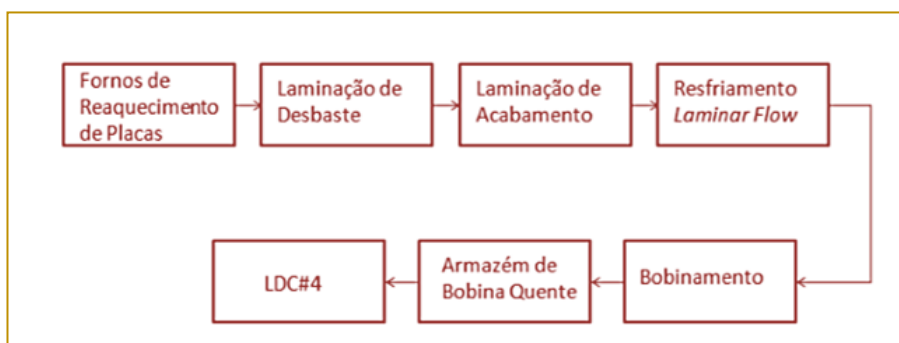 Fornos de
Reaquecimento
de Placas
Laminação de
Desbaste
Laminação de
Acabamento
Resfriamento
Laminar Flow
Bobinamento
Armazém de
Bobina Quente
LDC#4